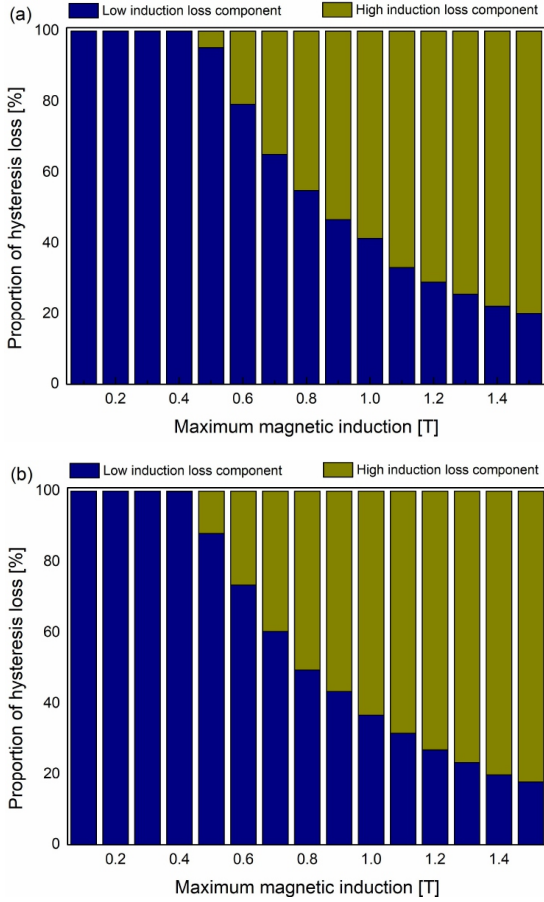 (a)
Low induction loss component High induction loss component
100
80
60
40
20
0
Proportion of hysteresis loss [%]
0.2 0.4 0.6 0.8 1.0 1.2 1.4
Maximum magnetic induction [T]
(b)
Low induction loss component High induction loss component
100
80
60
40
20
0
Proportion of hysteresis loss [%]
0.2 0.4 0.6 0.8 1.0 1.2 1.4
Maximum magnetic induction [T]